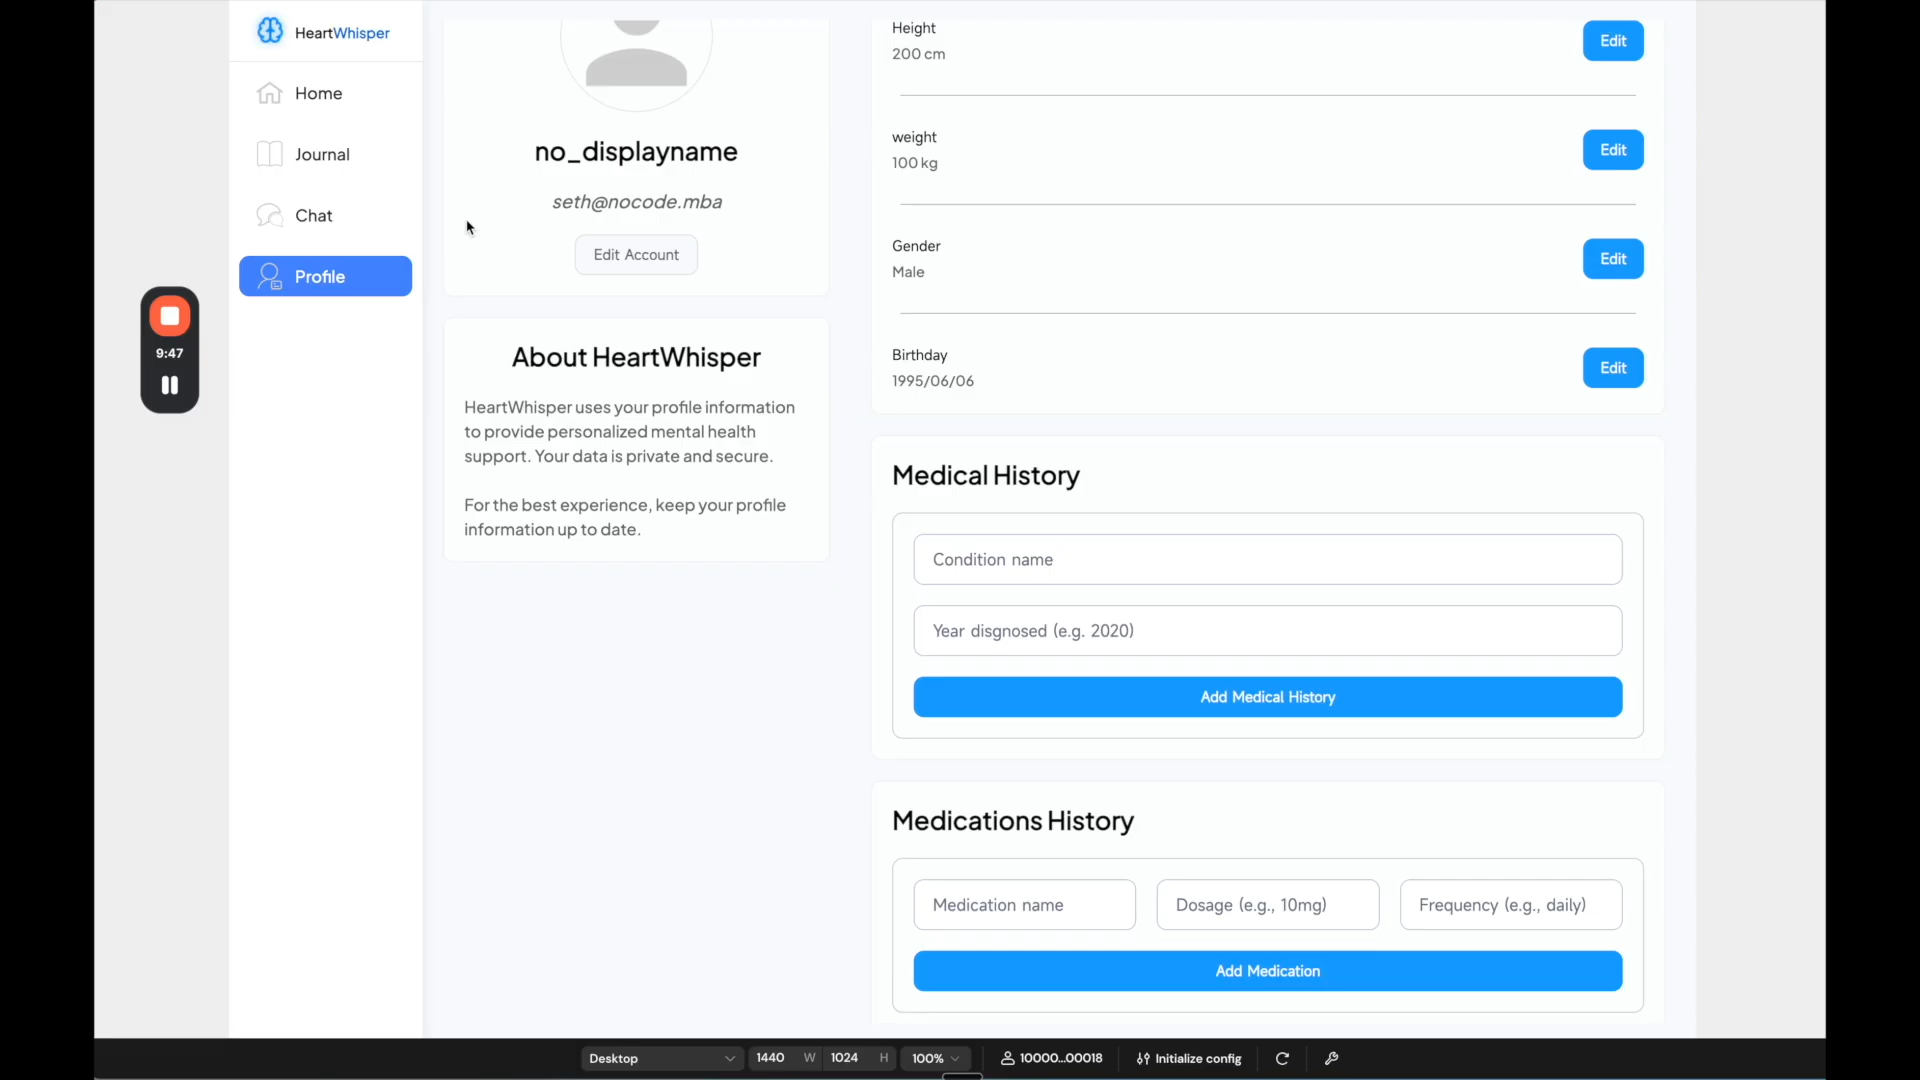 HeartWhisper
Home
Journal
Chat
Profile
9:47
no_displayname
seth@nocode.mba
Edit Account
About HeartWhisper
HeartWhisper uses your profile information
to provide personalized mental health
support. Your data is private and secure.
For the best experience, keep your profile
information up to date.
Height
200 cm
Edit
weight
100 kg
Edit
Gender
Male
Edit
Birthday
1995/06/06
Edit
Medical History
Condition name
Year disgnosed (e.g. 2020)
Add Medical History
Medications History
Medication name
Dosage (e.g., 10mg)
Frequency (e.g., daily)
Add Medication
Desktop
1440 W
1024 H
100%
10000...00018
Initialize config